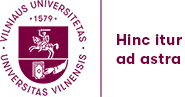 VILNIAUS UNIVERSITETAS
· 1579 ·
UNIVERSITAS VILNENSIS
Hinc itur
ad astra